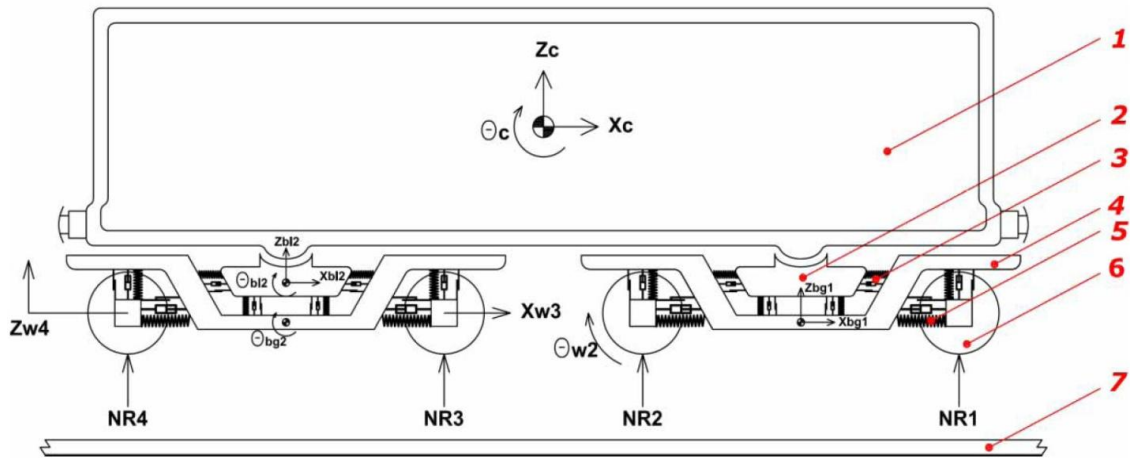 1
Zc
2
Θc
Xc
3
4
Zbl2
5
Θbl2
Xbl2
Zbg1
6
Zw4
Xw3
Θbg2
Xbg1
Θw2
7
NR4
NR3
NR2
NR1